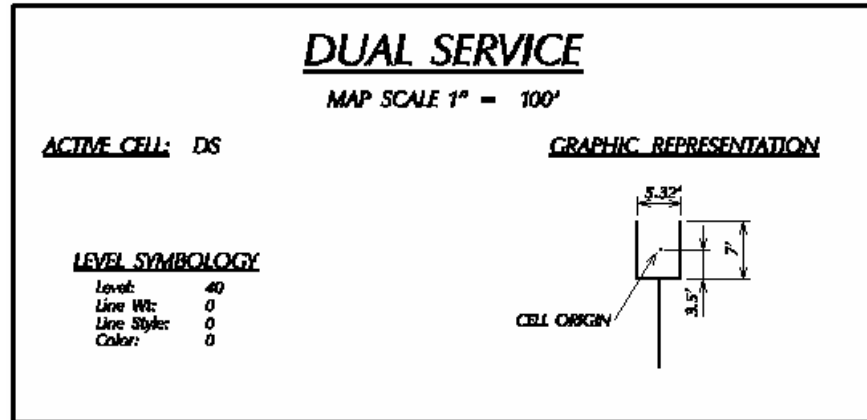 DUAL SERVICE
MAP SCALE 1" = 100'
ACTIVE CELL: DS
GRAPHIC REPRESENTATION
5.32'
7'
3.5'
CELL ORIGIN
LEVEL SYMBOLOGY
Level: 40
Line Wt: 0
Line Style: 0
Color: 0